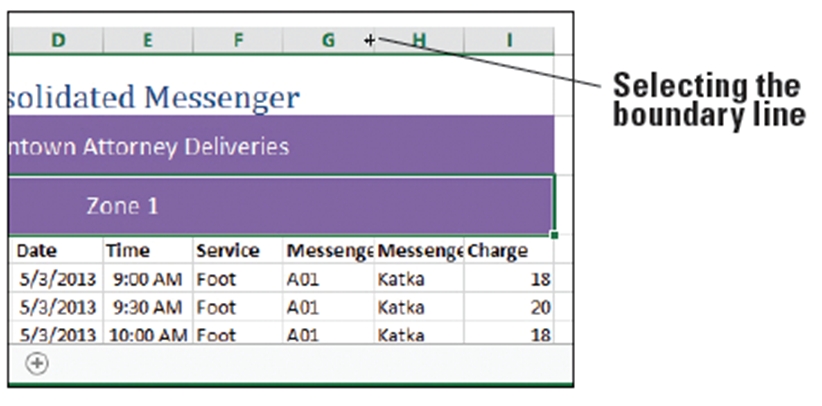 D E F G H I
solidated Messenger
Selecting the
boundary line
ntown Attorney Deliveries
Zone 1
Date Time Service Messenge Messenge Charge
5/3/2013 9:00 AM Foot A01 Katka 18
5/3/2013 9:30 AM Foot A01 Katka 20
5/3/2013 10:00 AM Foot A01 Katka 18